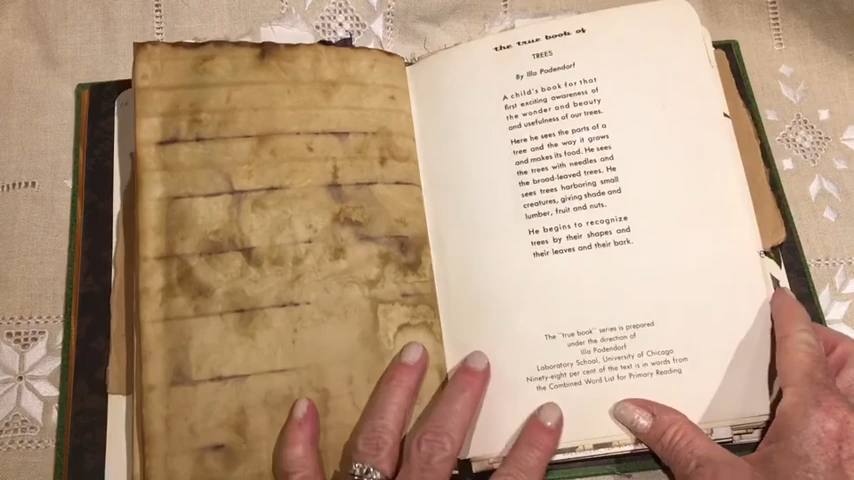 the true book of
TREES
By Illa Podendorf
A child's book for that
first exciting awareness of
the wonder and beauty
and usefulness of our trees.
Here he sees the parts of a
tree and the way it grows
and makes its food. He sees
the trees with needles and
the broad-leaved trees. He
sees trees harboring small
creatures, giving shade and
lumber, fruit and nuts.
He begins to recognize
trees by their shapes and
their leaves and their bark.
The "true book" series is prepared
under the direction of
Illa Podendorf
Laboratory School, University of Chicago
Ninety-eight per cent of the text is in words from
the Combined Word List for Primary Reading